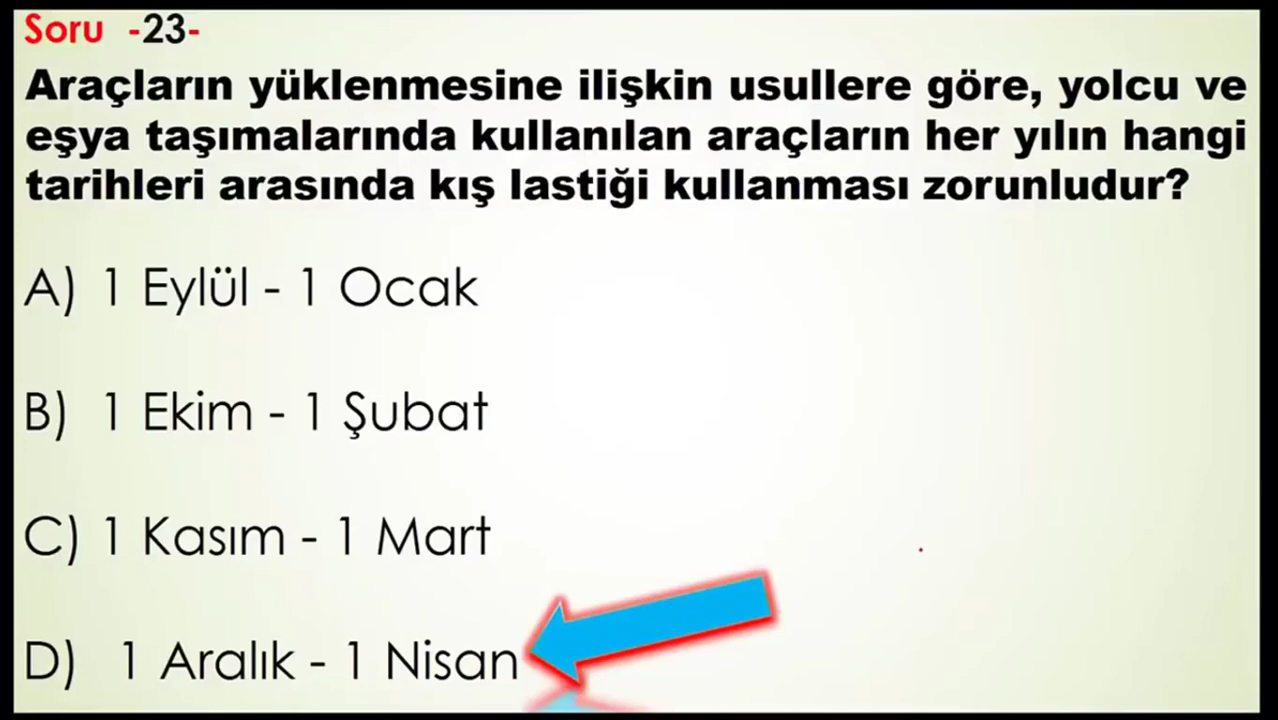 Soru -23-
Araçların yüklenmesine ilişkin usullere göre, yolcu ve
eşya taşımalarında kullanılan araçların her yılın hangi
tarihleri arasında kış lastiği kullanması zorunludur?
A) 1 Eylül - 1 Ocak
B) 1 Ekim - 1 Şubat
C) 1 Kasım - 1 Mart
D) 1 Aralık - 1 Nisan